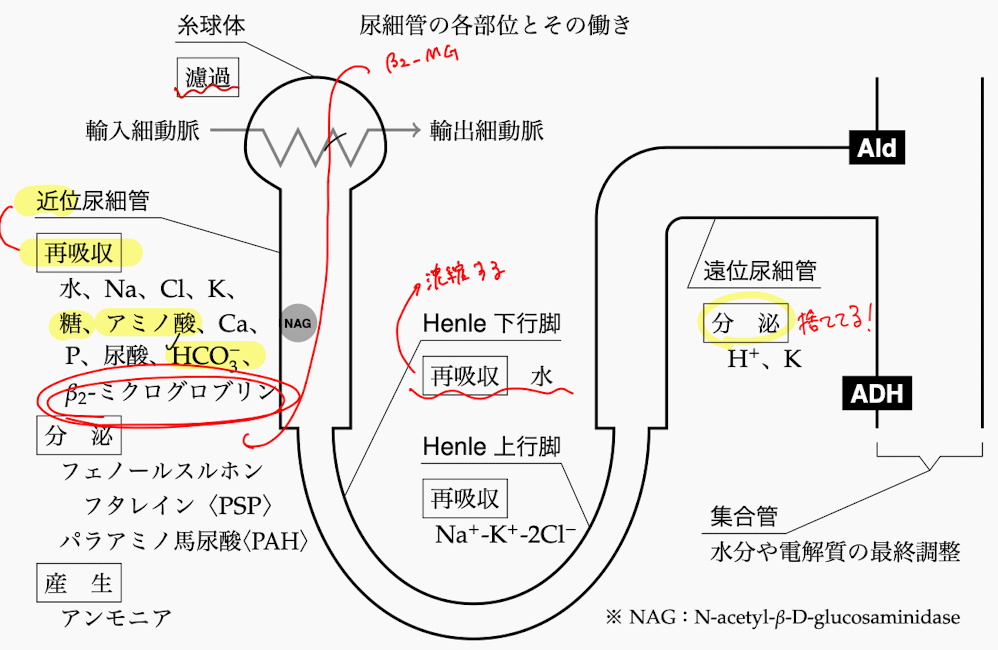 尿細管の各部位とその働き
糸球体
濾過
β₂-MG
輸入細動脈
輸出細動脈
近位尿細管
再吸収
水、Na、Cl、K、
糖、アミノ酸、Ca、
P、尿酸、HCO₃⁻、
β₂-ミクログロブリン
分 泌
フェノールスルホン
フタレイン〈PSP〉
パラアミノ馬尿酸〈PAH〉
産 生
アンモニア
NAG
濃縮する
Henle 下行脚
再吸収 水
Henle 上行脚
再吸収
Na⁺-K⁺-2Cl⁻
Ald
遠位尿細管
分 泌 捨ててる!
H⁺、K
ADH
集合管
水分や電解質の最終調整
※ NAG:N-acetyl-β-D-glucosaminidase